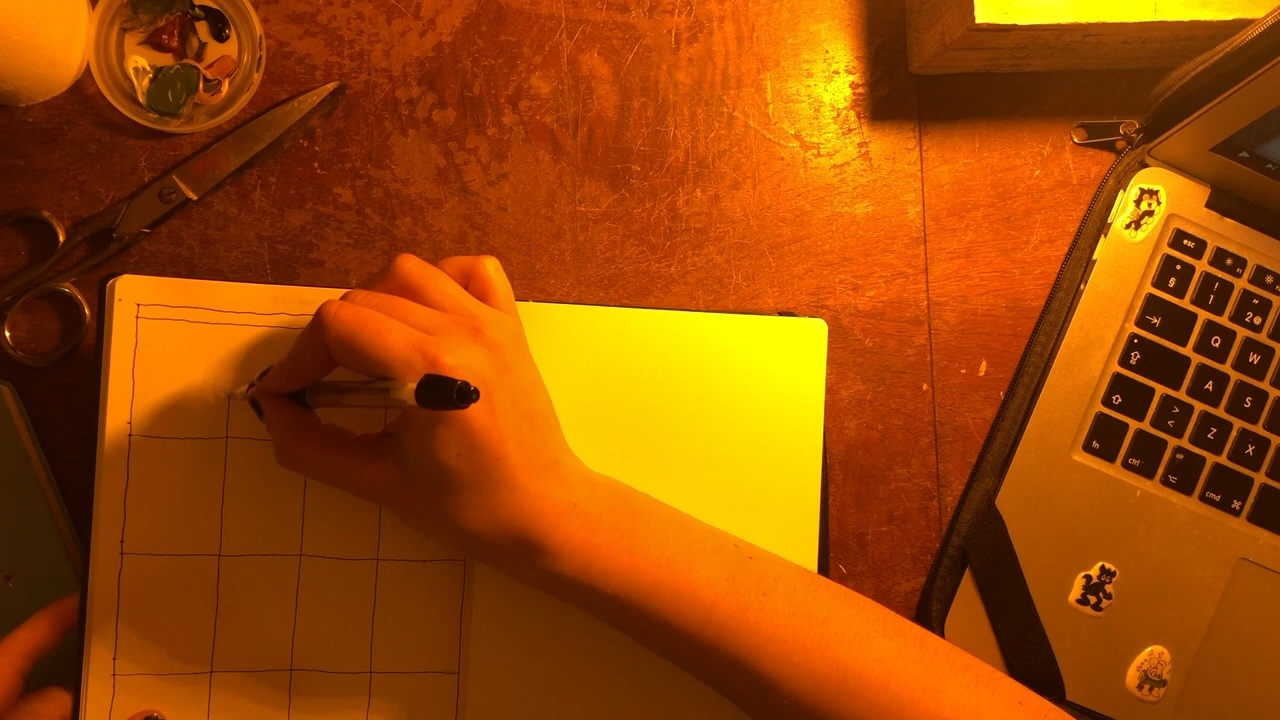 esc
° § ! 1 " 2 @
Q W
A S
> < Z X
fn ctrl alt ⌥ cmd ⌘